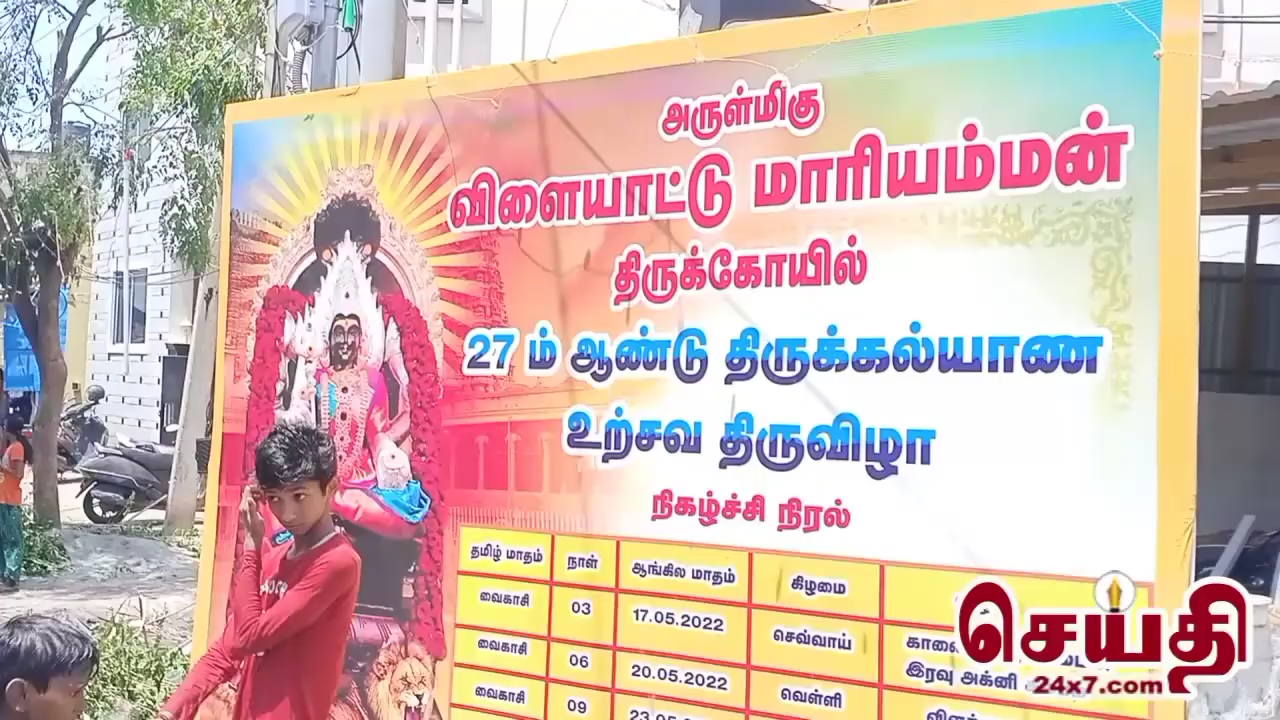 அருள்மிகு
விளையாட்டு மாரியம்மன்
திருக்கோயில்
27 ம் ஆண்டு திருக்கல்யாண
உற்சவ திருவிழா
நிகழ்ச்சி நிரல்
தமிழ் மாதம் நாள் ஆங்கில மாதம் கிழமை
வைகாசி 03 17.05.2022 செவ்வாய்
இரவு அக்னி
வைகாசி 06 20.05.2022 வெள்ளி
வைகாசி 09
செய்தி
24x7.com